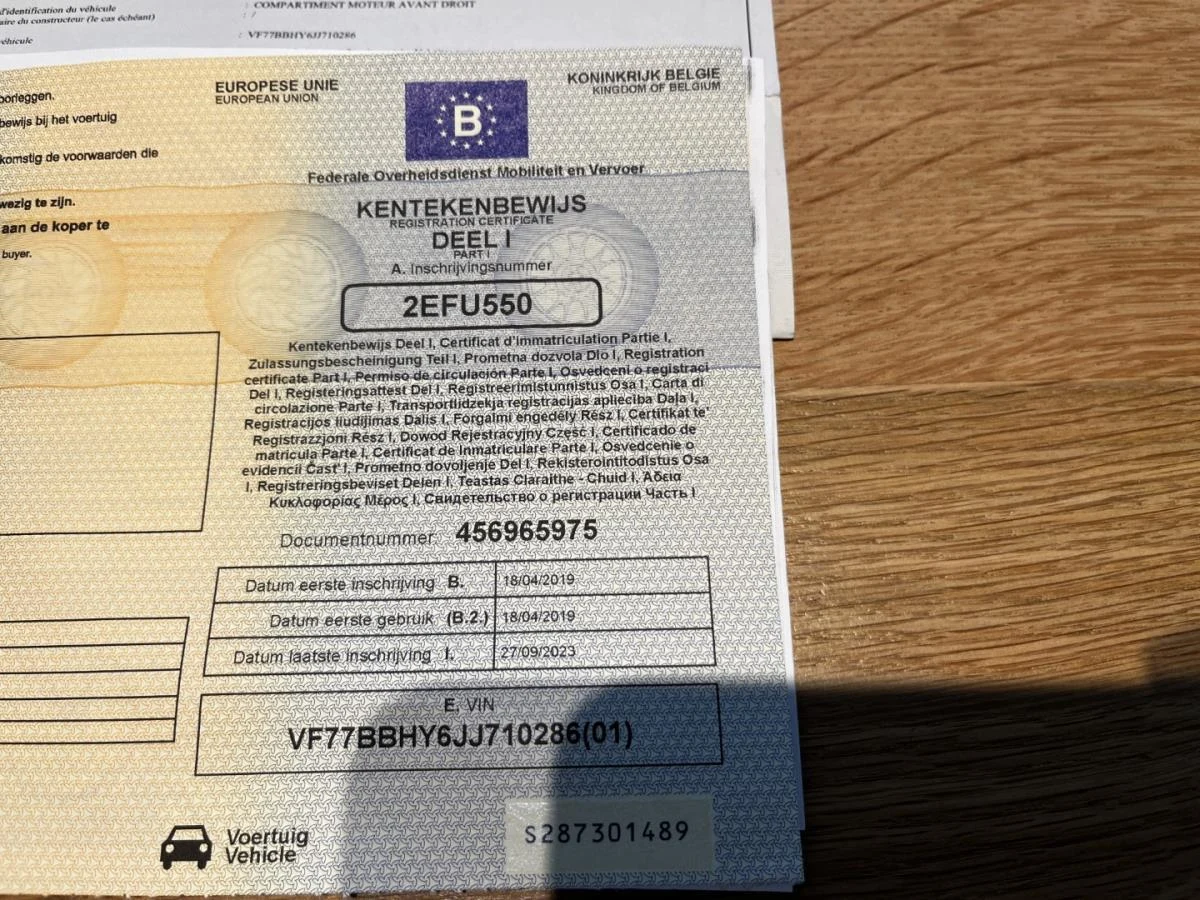 d'identification du véhicule : COMPARTIMENT MOTEUR AVANT DROIT
aire du constructeur (le cas échéant) : /
éhicule : VF77BBHY6JJ710286
EUROPESE UNIE
EUROPEAN UNION
B
KONINKRIJK BELGIE
KINGDOM OF BELGIUM
orleggen.
bewijs bij het voertuig
komstig de voorwaarden die
wezig te zijn.
aan de koper te
buyer.
Federale Overheidsdienst Mobiliteit en Vervoer
KENTEKENBEWIJS
REGISTRATION CERTIFICATE
DEEL I
PART I
A. Inschrijvingsnummer
2EFU550
Kentekenbewijs Deel I, Certificat d'immatriculation Partie I,
Zulassungsbescheinigung Teil I, Prometna dozvola Dio I, Registration
certificate Part I, Permiso de circulación Parte I, Osvedceni o registraci
Del I, Registeringsattest Del I, Registreerimistunnistus Osa I, Carta di
circolazione Parte I, Transportlidzekja registracijas aplieciba Daļa I,
Registracijos liudijimas Dalis I, Forgalmi engedély Rész I, Certifikat te'
Registrazzjoni Rész I, Dowod Rejestracyjny Część I, Certificado de
matricula Parte I, Certificat de inmatriculare Parte I, Osvedcenie o
evidencii Čast' I, Prometno dovoljenje Del I, Rekisterointitodistus Osa
I, Registreringsbeviset Delen I, Teastas Claraithe - Chuid I, Αδεια
Κυκλοφορίας Μέρος I, Свидетельство о регистрации Часть I
Documentnummer: 456965975
Datum eerste inschrijving B. 18/04/2019
Datum eerste gebruik (B.2.) 18/04/2019
Datum laatste inschrijving I. 27/09/2023
E. VIN
VF77BBHY6JJ710286(01)
Voertuig
Vehicle
S287301489